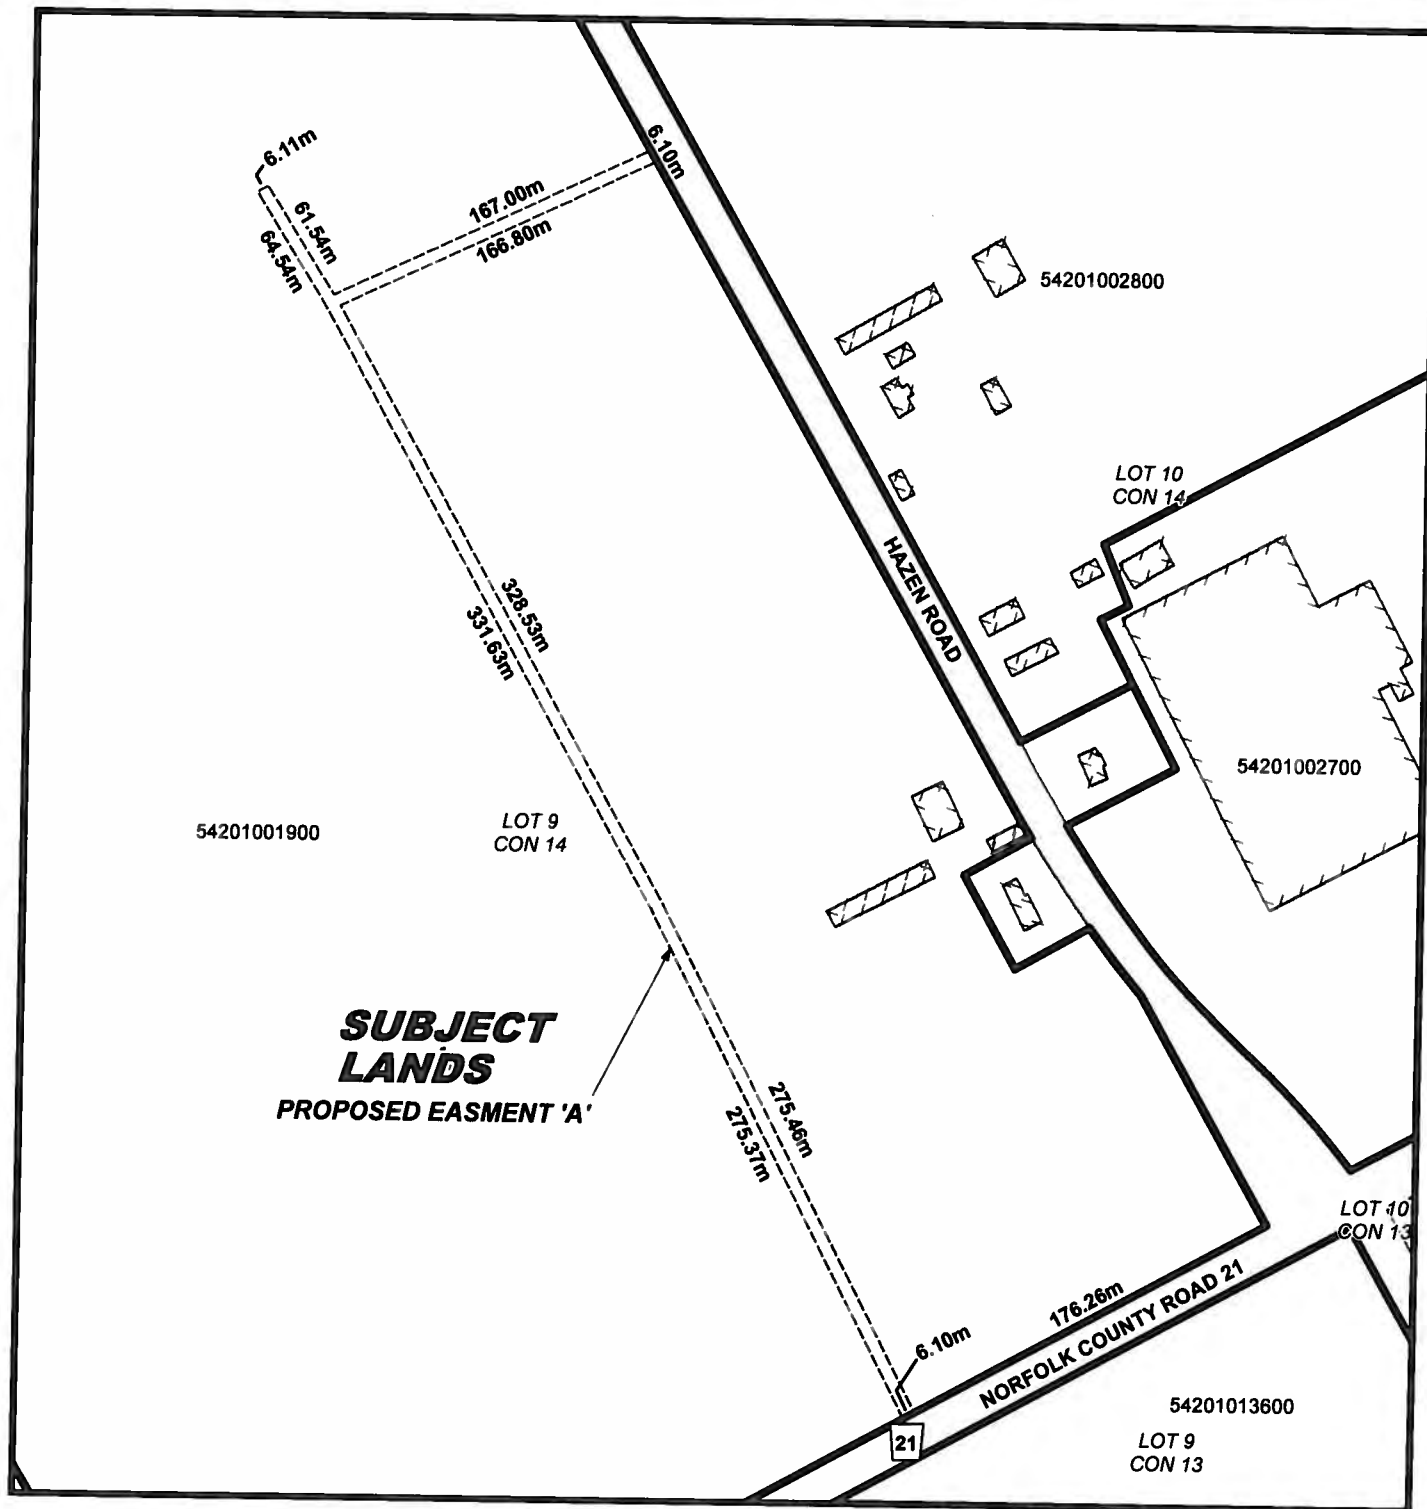 6.11m
6.10m
61.54m
64.54m
167.00m
166.80m
54201002800
LOT 10
CON 14
HAZEN ROAD
328.53m
331.63m
54201002700
54201001900
LOT 9
CON 14
SUBJECT
LANDS
PROPOSED EASMENT 'A'
275.46m
275.37m
LOT 10
CON 13
176.26m
6.10m
NORFOLK COUNTY ROAD 21
21
54201013600
LOT 9
CON 13